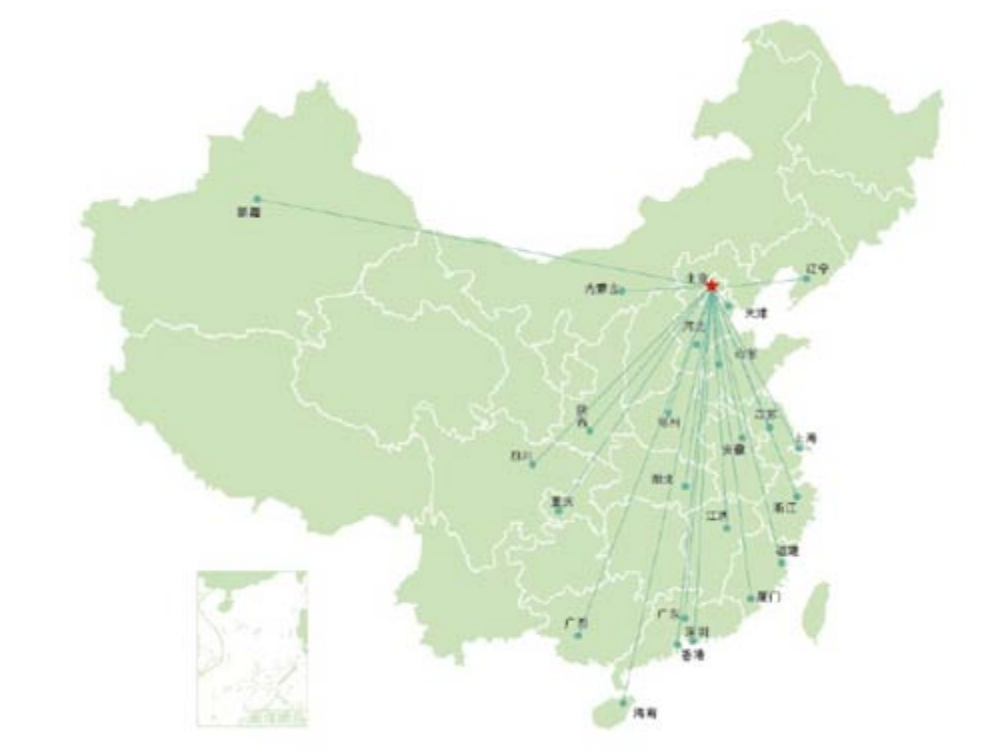 新疆
北京
辽宁
内蒙古
天津
河北
山东
陕
西
郑州
江苏
上海
安徽
四川
湖北
重庆
浙江
江西
福建
厦门
广东
广西
深圳
香港
海南